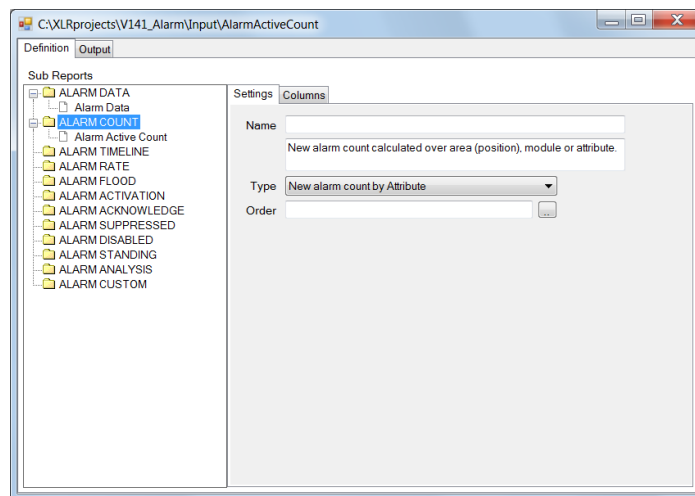 C:\XLRprojects\V141_Alarm\Input\AlarmActiveCount
Definition Output
Sub Reports
ALARM DATA
Alarm Data
ALARM COUNT
Alarm Active Count
ALARM TIMELINE
ALARM RATE
ALARM FLOOD
ALARM ACTIVATION
ALARM ACKNOWLEDGE
ALARM SUPPRESSED
ALARM DISABLED
ALARM STANDING
ALARM ANALYSIS
ALARM CUSTOM
Settings Columns
Name
New alarm count calculated over area (position), module or attribute.
Type New alarm count by Attribute
Order ..